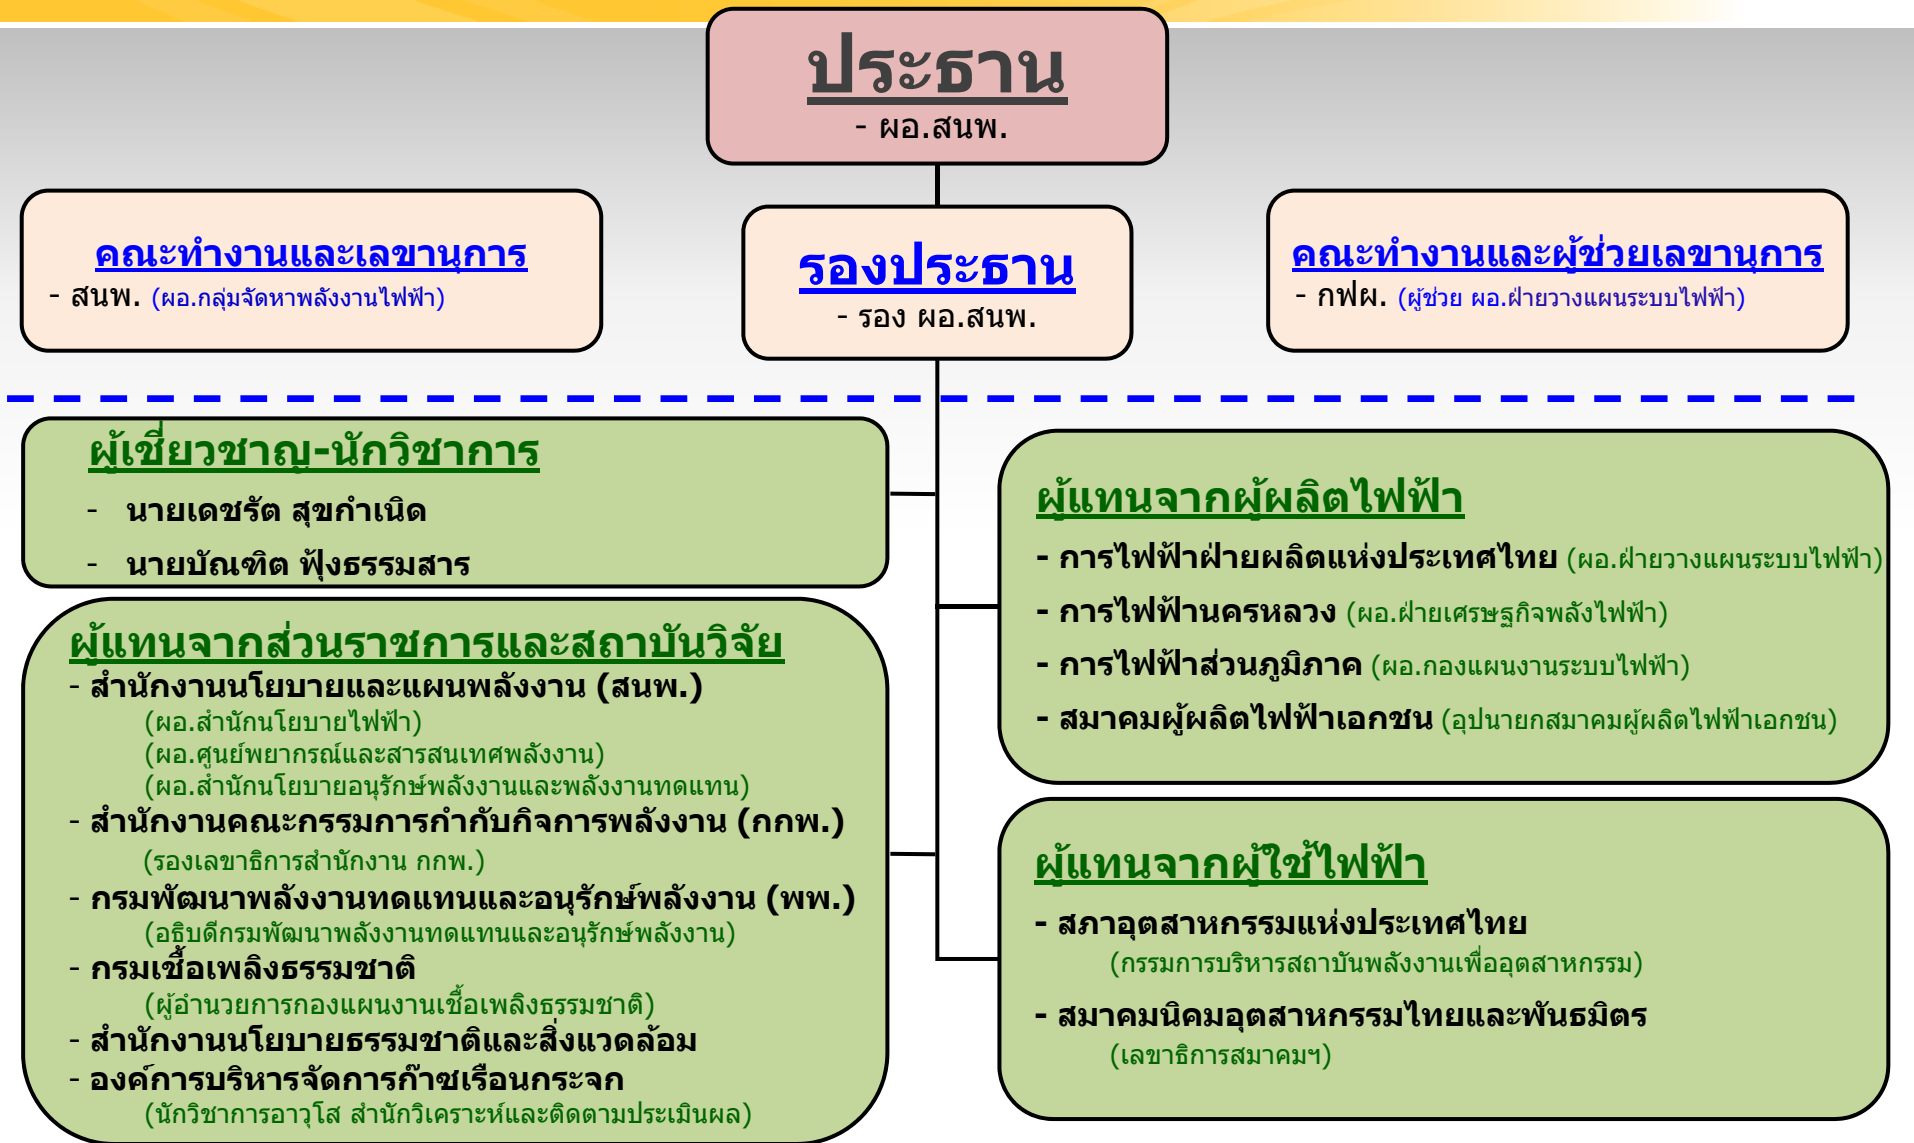 ประธาน
- ผอ.สนพ.
คณะทำงานและเลขานุการ
- สนพ. (ผอ.กลุ่มจัดหาพลังงานไฟฟ้า)
รองประธาน
- รอง ผอ.สนพ.
คณะทำงานและผู้ช่วยเลขานุการ
- กฟผ. (ผู้ช่วย ผอ.ฝ่ายวางแผนระบบไฟฟ้า)
ผู้เชี่ยวชาญ-นักวิชาการ
- นายเดชรัต สุขกำเนิด
- นายบัณฑิต ฟุ้งธรรมสาร
ผู้แทนจากส่วนราชการและสถาบันวิจัย
- สำนักงานนโยบายและแผนพลังงาน (สนพ.)
(ผอ.สำนักนโยบายไฟฟ้า)
(ผอ.ศูนย์พยากรณ์และสารสนเทศพลังงาน)
(ผอ.สำนักนโยบายอนุรักษ์พลังงานและพลังงานทดแทน)
- สำนักงานคณะกรรมการกำกับกิจการพลังงาน (กกพ.)
(รองเลขาธิการสำนักงาน กกพ.)
- กรมพัฒนาพลังงานทดแทนและอนุรักษ์พลังงาน (พพ.)
(อธิบดีกรมพัฒนาพลังงานทดแทนและอนุรักษ์พลังงาน)
- กรมเชื้อเพลิงธรรมชาติ
(ผู้อำนวยการกองแผนงานเชื้อเพลิงธรรมชาติ)
- สำนักงานนโยบายธรรมชาติและสิ่งแวดล้อม
- องค์การบริหารจัดการก๊าซเรือนกระจก
(นักวิชาการอาวุโส สำนักวิเคราะห์และติดตามประเมินผล)
ผู้แทนจากผู้ผลิตไฟฟ้า
- การไฟฟ้าฝ่ายผลิตแห่งประเทศไทย (ผอ.ฝ่ายวางแผนระบบไฟฟ้า)
- การไฟฟ้านครหลวง (ผอ.ฝ่ายเศรษฐกิจพลังไฟฟ้า)
- การไฟฟ้าส่วนภูมิภาค (ผอ.กองแผนงานระบบไฟฟ้า)
- สมาคมผู้ผลิตไฟฟ้าเอกชน (อุปนายกสมาคมผู้ผลิตไฟฟ้าเอกชน)
ผู้แทนจากผู้ใช้ไฟฟ้า
- สภาอุตสาหกรรมแห่งประเทศไทย
(กรรมการบริหารสถาบันพลังงานเพื่ออุตสาหกรรม)
- สมาคมนิคมอุตสาหกรรมไทยและพันธมิตร
(เลขาธิการสมาคมฯ)